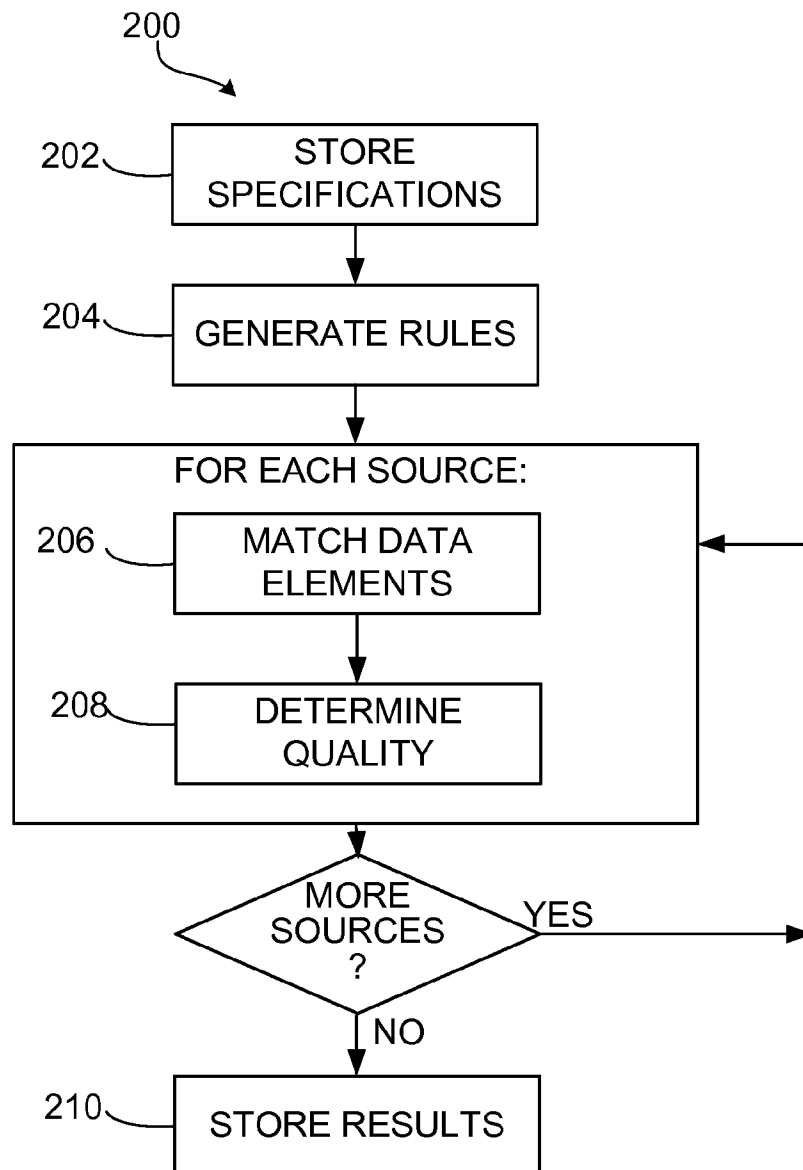 200
202
STORE
SPECIFICATIONS
204
GENERATE RULES
FOR EACH SOURCE:
206
MATCH DATA
ELEMENTS
208
DETERMINE
QUALITY
MORE
SOURCES
?
YES
NO
210
STORE RESULTS